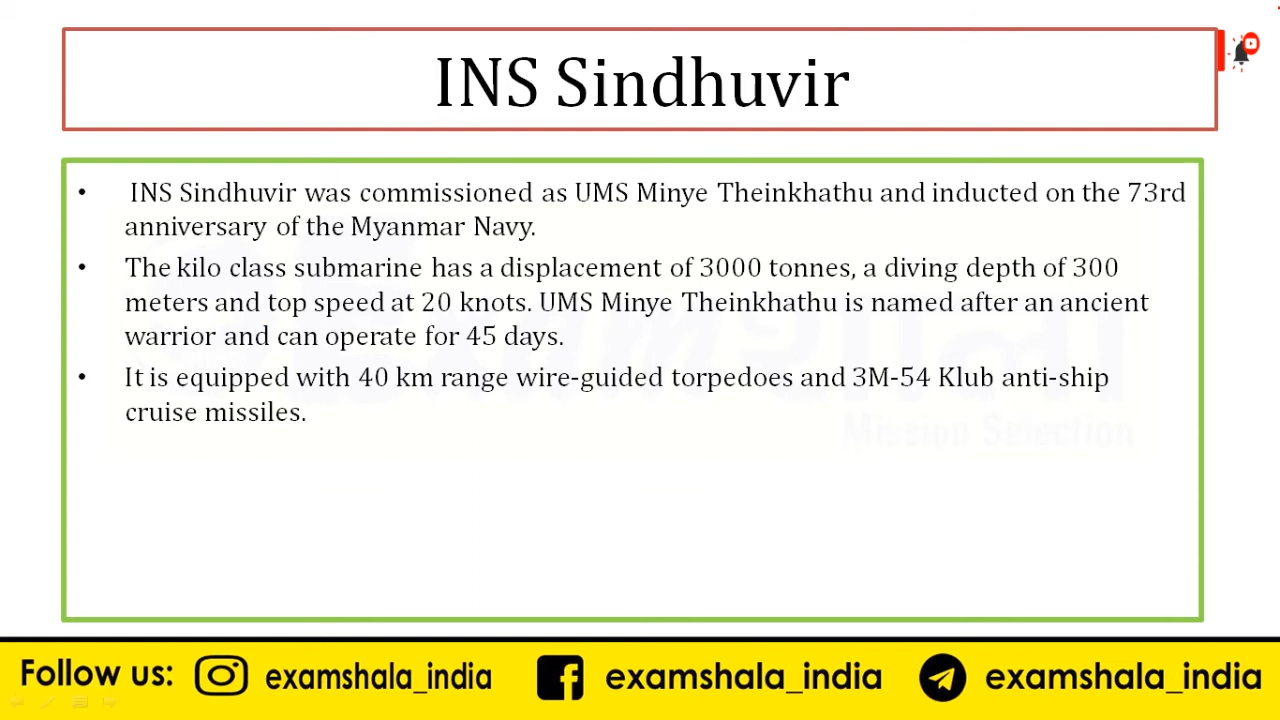 INS Sindhuvir
• INS Sindhuvir was commissioned as UMS Minye Theinkhathu and inducted on the 73rd
anniversary of the Myanmar Navy.
• The kilo class submarine has a displacement of 3000 tonnes, a diving depth of 300
meters and top speed at 20 knots. UMS Minye Theinkhathu is named after an ancient
warrior and can operate for 45 days.
• It is equipped with 40 km range wire-guided torpedoes and 3M-54 Klub anti-ship
cruise missiles.
Mission Selection
Follow us: examshala_india examshala_india examshala_india